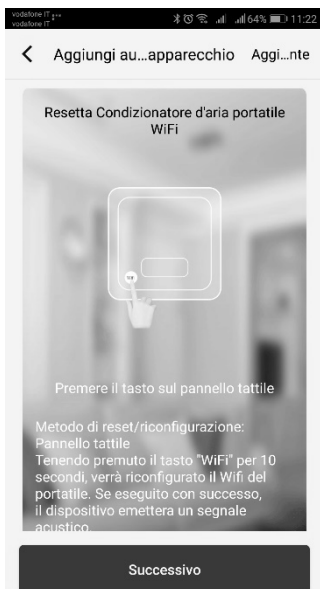 vodafone IT
vodafone IT
64% 11:22
Aggiungi au...apparecchio Aggi...nte
Resetta Condizionatore d'aria portatile
WiFi
Premere il tasto sul pannello tattile
Metodo di reset/riconfigurazione:
Pannello tattile
Tenendo premuto il tasto "WiFi" per 10
secondi, verrà riconfigurato il Wifi del
portatile. Se eseguito con successo,
il dispositivo emettera un segnale
acustico.
Successivo